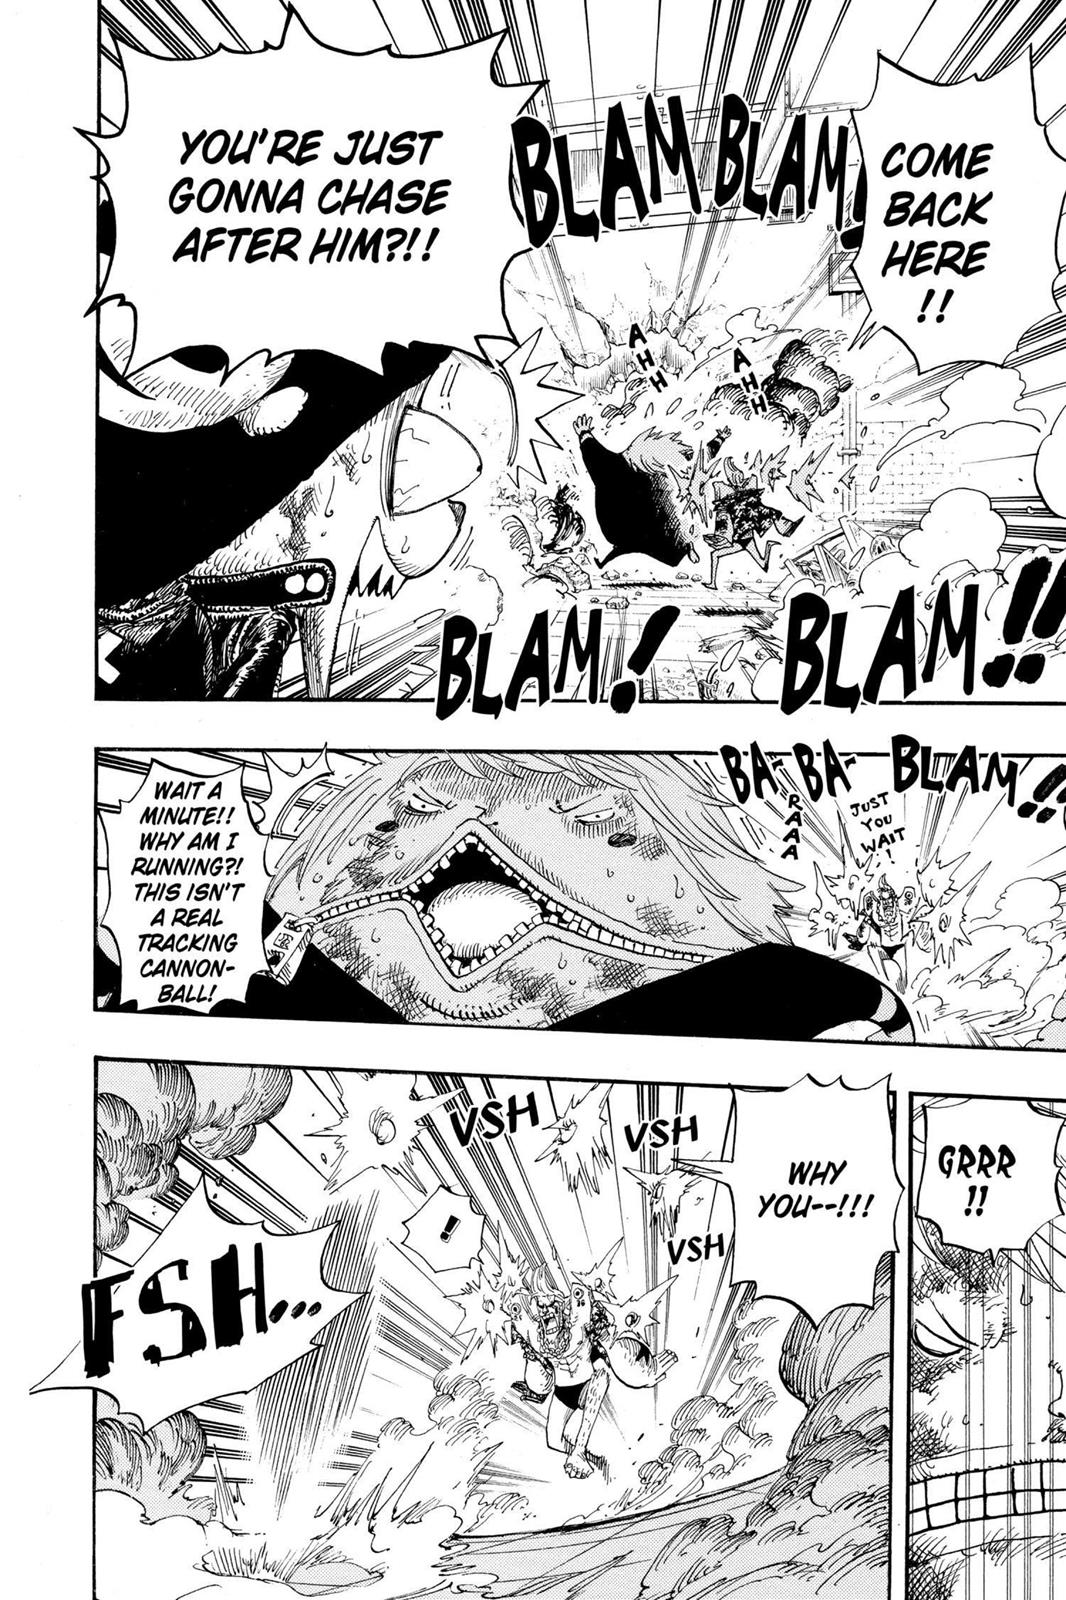 COME
BACK
HERE
!!
BLAM BLAM!
YOU'RE JUST
GONNA CHASE
AFTER HIM?!!
AHH
AHH
BLAM!
BLAM!!
BA- BA- BLAM!!!
JUST
YOU
WAIT
!
RAAA
WAIT A
MINUTE!!
WHY AM I
RUNNING?!
THIS ISN'T
A REAL
TRACKING
CANNON-
BALL!
GRRR
!!
WHY
YOU--!!!
VSH
VSH
VSH
!
FSH...